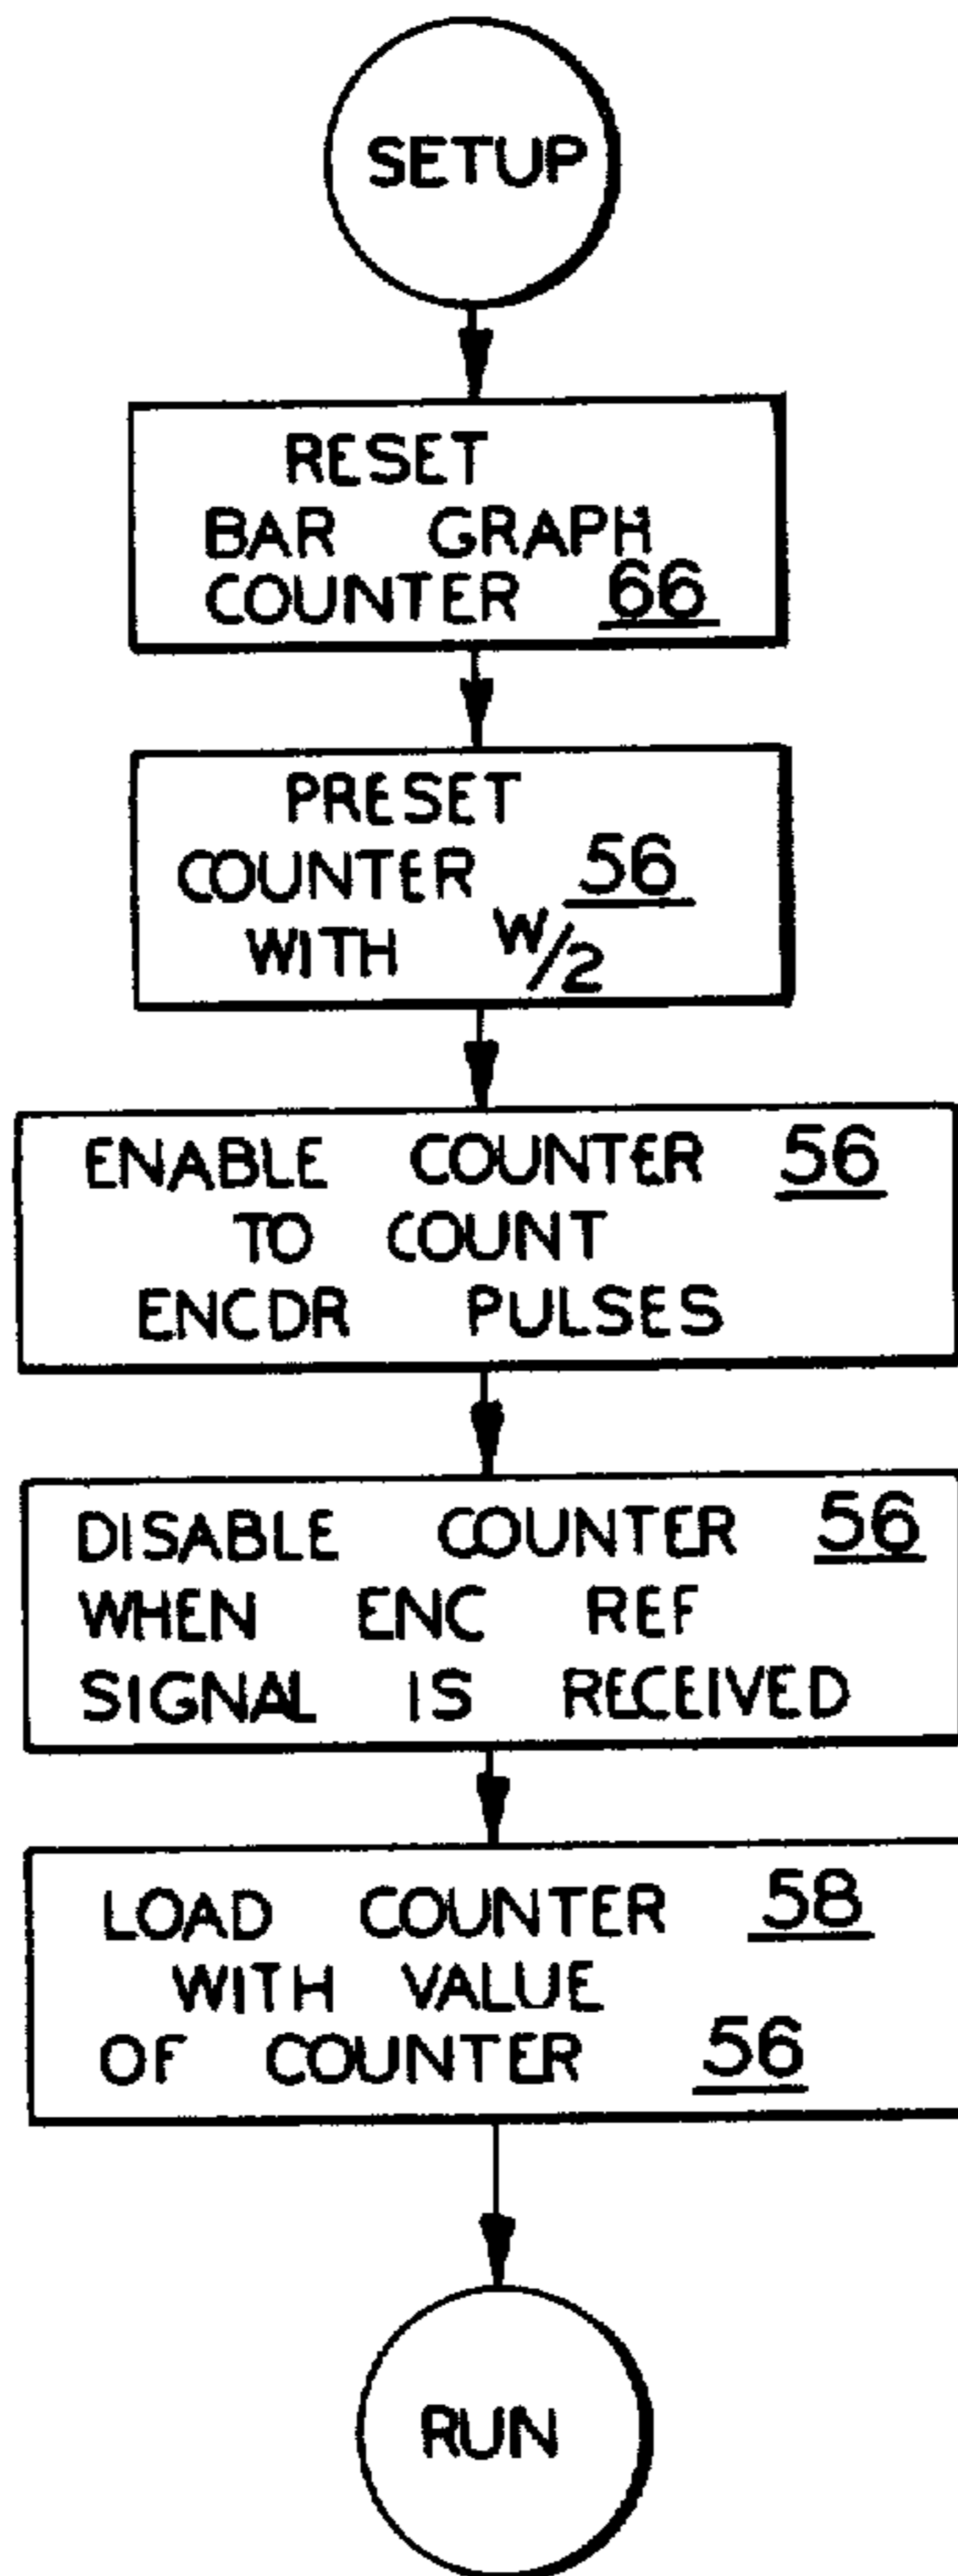 SETUP
RESET
BAR GRAPH
COUNTER 66
PRESET
COUNTER 56
WITH W/2
ENABLE COUNTER 56
TO COUNT
ENCDR PULSES
DISABLE COUNTER 56
WHEN ENC REF
SIGNAL IS RECEIVED
LOAD COUNTER 58
WITH VALUE
OF COUNTER 56
RUN